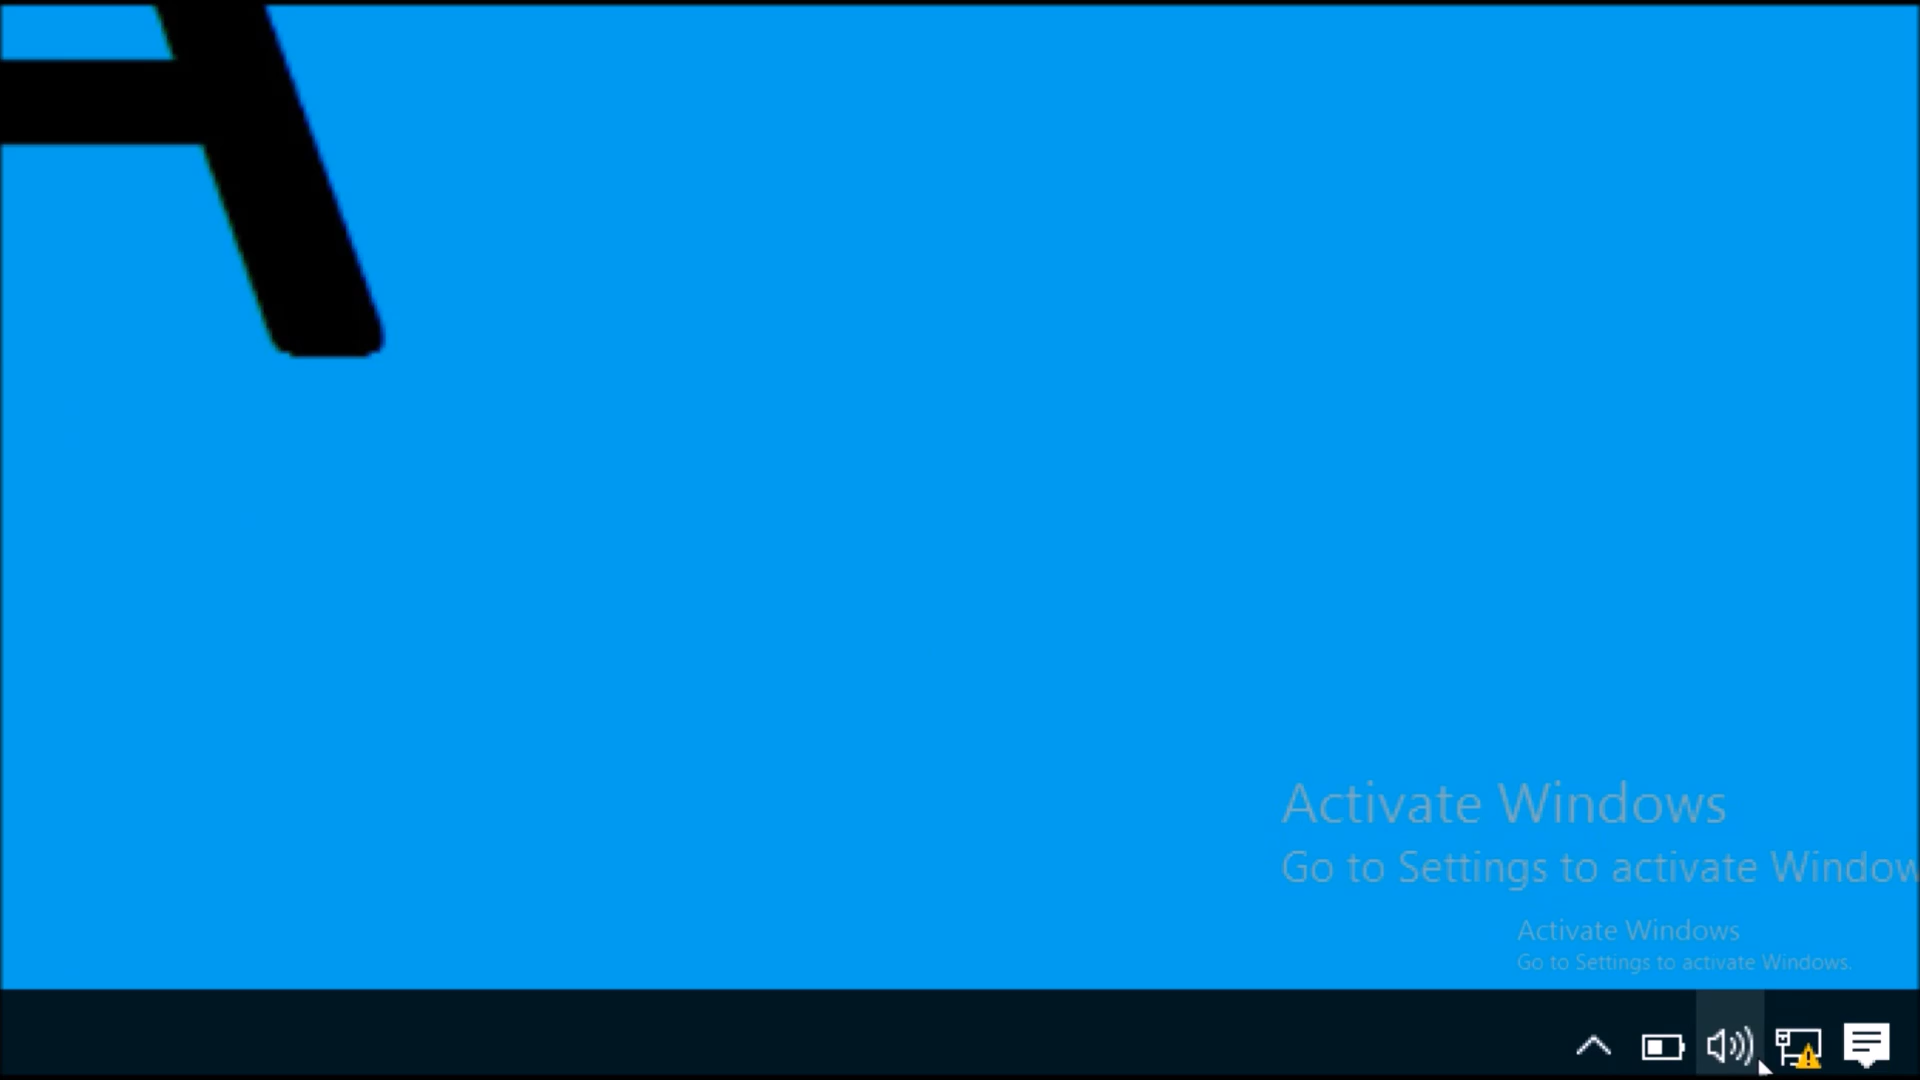 A
Activate Windows
Go to Settings to activate Window
Activate Windows
Go to Settings to activate Windows.